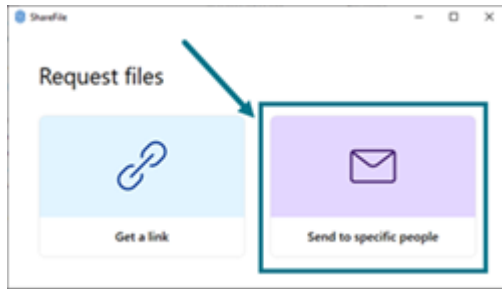 ShareFile
Request files
Get a link
Send to specific people